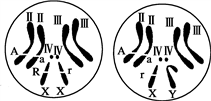 II II III III
A a IV IV
R r
X X
II II III III
A a IV IV
r
X Y